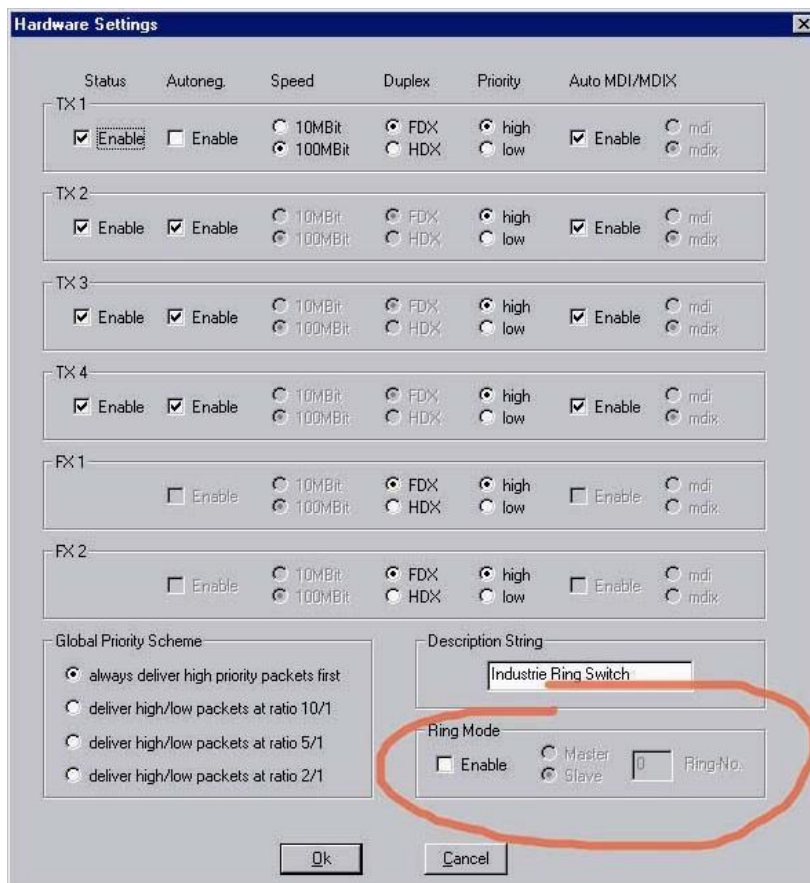 Hardware Settings
Status Autoneg. Speed Duplex Priority Auto MDI/MDIX
TX 1
Enable Enable 10MBit FDX high Enable mdi
100MBit HDX low mdix
TX 2
Enable Enable 10MBit FDX high Enable mdi
100MBit HDX low mdix
TX 3
Enable Enable 10MBit FDX high Enable mdi
100MBit HDX low mdix
TX 4
Enable Enable 10MBit FDX high Enable mdi
100MBit HDX low mdix
FX 1
Enable 10MBit FDX high Enable mdi
100MBit HDX low mdix
FX 2
Enable 10MBit FDX high Enable mdi
100MBit HDX low mdix
Global Priority Scheme
always deliver high priority packets first
deliver high/low packets at ratio 10/1
deliver high/low packets at ratio 5/1
deliver high/low packets at ratio 2/1
Description String
Industrie Ring Switch
Ring Mode
Enable Master 0 Ring-No.
Slave
Ok Cancel